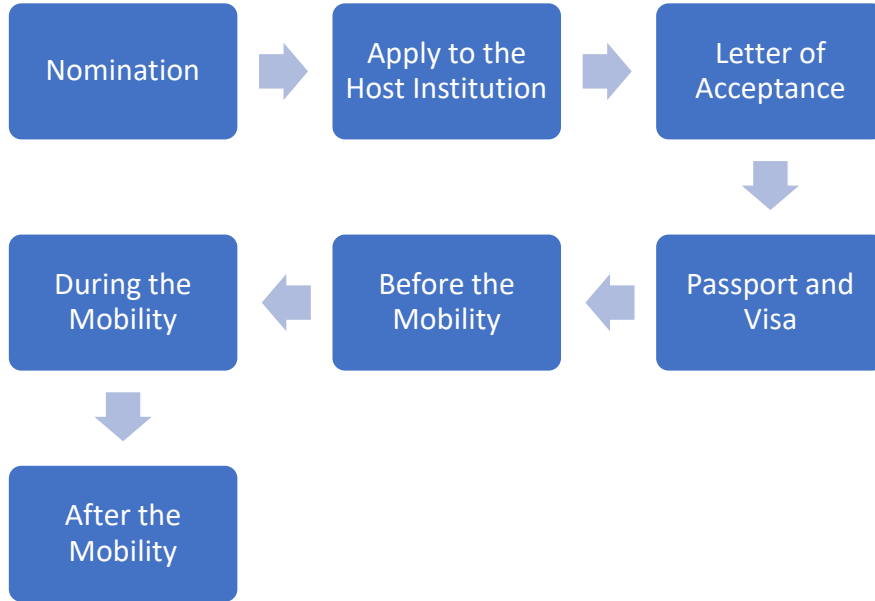 Nomination
Apply to the
Host Institution
Letter of
Acceptance
Passport and
Visa
Before the
Mobility
During the
Mobility
After the
Mobility